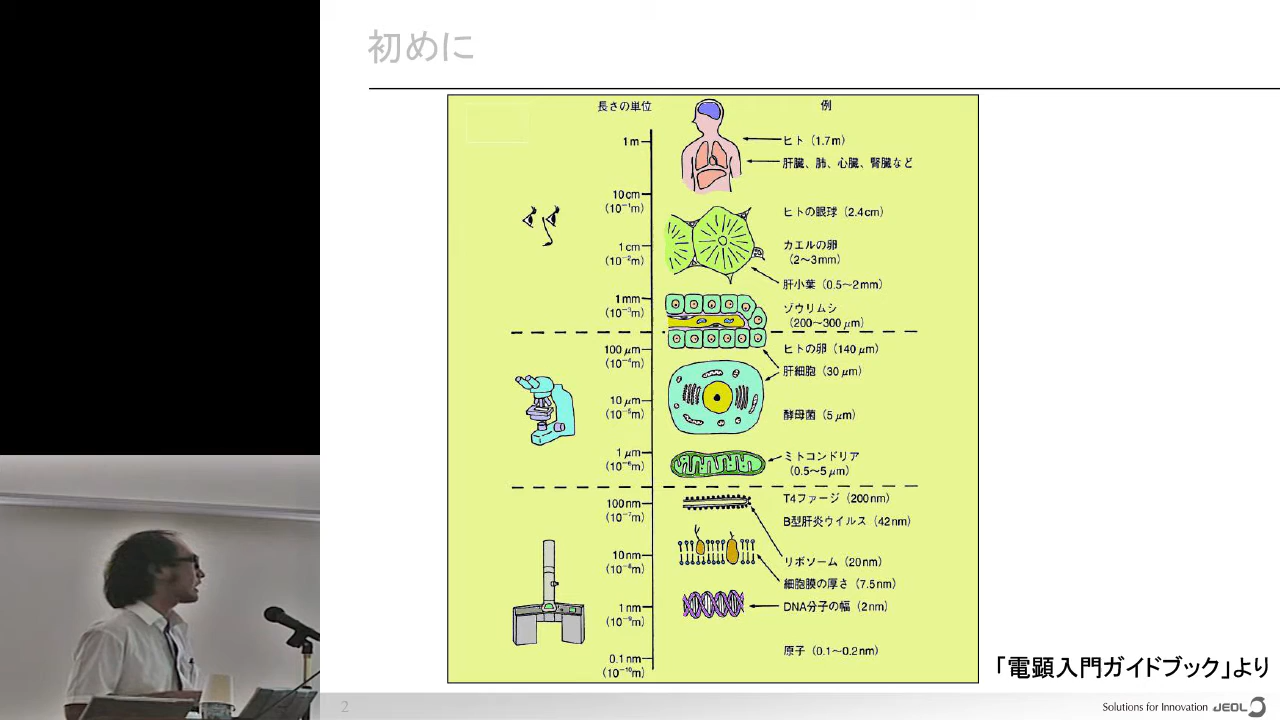 初めに
長さの単位
例
1m
ヒト (1.7m)
肝臓、肺、心臓、腎臓など
10cm
(10⁻¹m)
ヒトの眼球 (2.4cm)
1cm
(10⁻²m)
カエルの卵
(2〜3mm)
肝小葉 (0.5〜2mm)
1mm
(10⁻³m)
ゾウリムシ
(200〜300μm)
100μm
(10⁻⁴m)
ヒトの卵 (140μm)
肝細胞 (30μm)
10μm
(10⁻⁵m)
酵母菌 (5μm)
1μm
(10⁻⁶m)
ミトコンドリア
(0.5〜5μm)
100nm
(10⁻⁷m)
T4ファージ (200nm)
B型肝炎ウイルス (42nm)
10nm
(10⁻⁸m)
リボソーム (20nm)
細胞膜の厚さ (7.5nm)
1nm
(10⁻⁹m)
DNA分子の幅 (2nm)
0.1nm
(10⁻¹⁰m)
原子 (0.1〜0.2nm)
「電顕入門ガイドブック」より
2
Solutions for Innovation JEOL